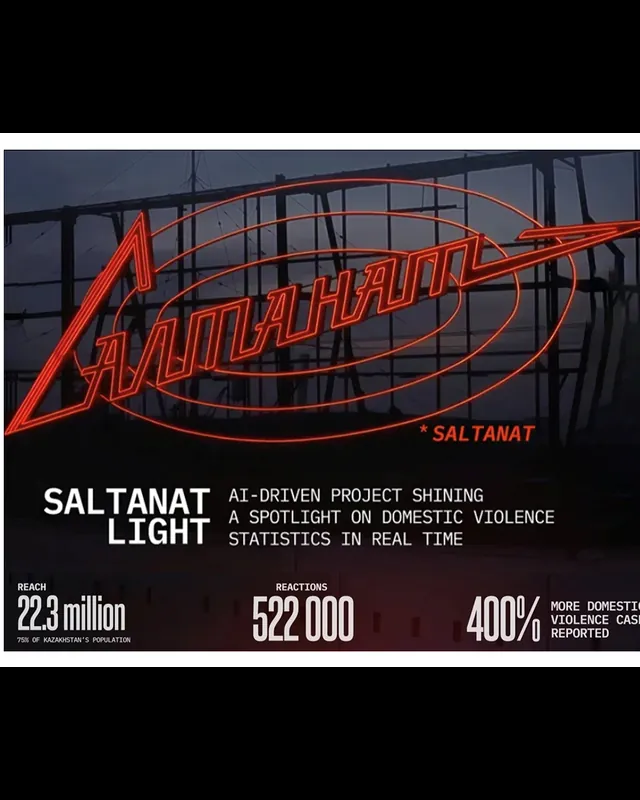 Салтанат
* SALTANAT
SALTANAT
LIGHT
AI-DRIVEN PROJECT SHINING
A SPOTLIGHT ON DOMESTIC VIOLENCE
STATISTICS IN REAL TIME
REACH
22.3 million
75% OF KAZAKHSTAN'S POPULATION
REACTIONS
522 000
400%
MORE DOMESTIC
VIOLENCE CAS
REPORTED